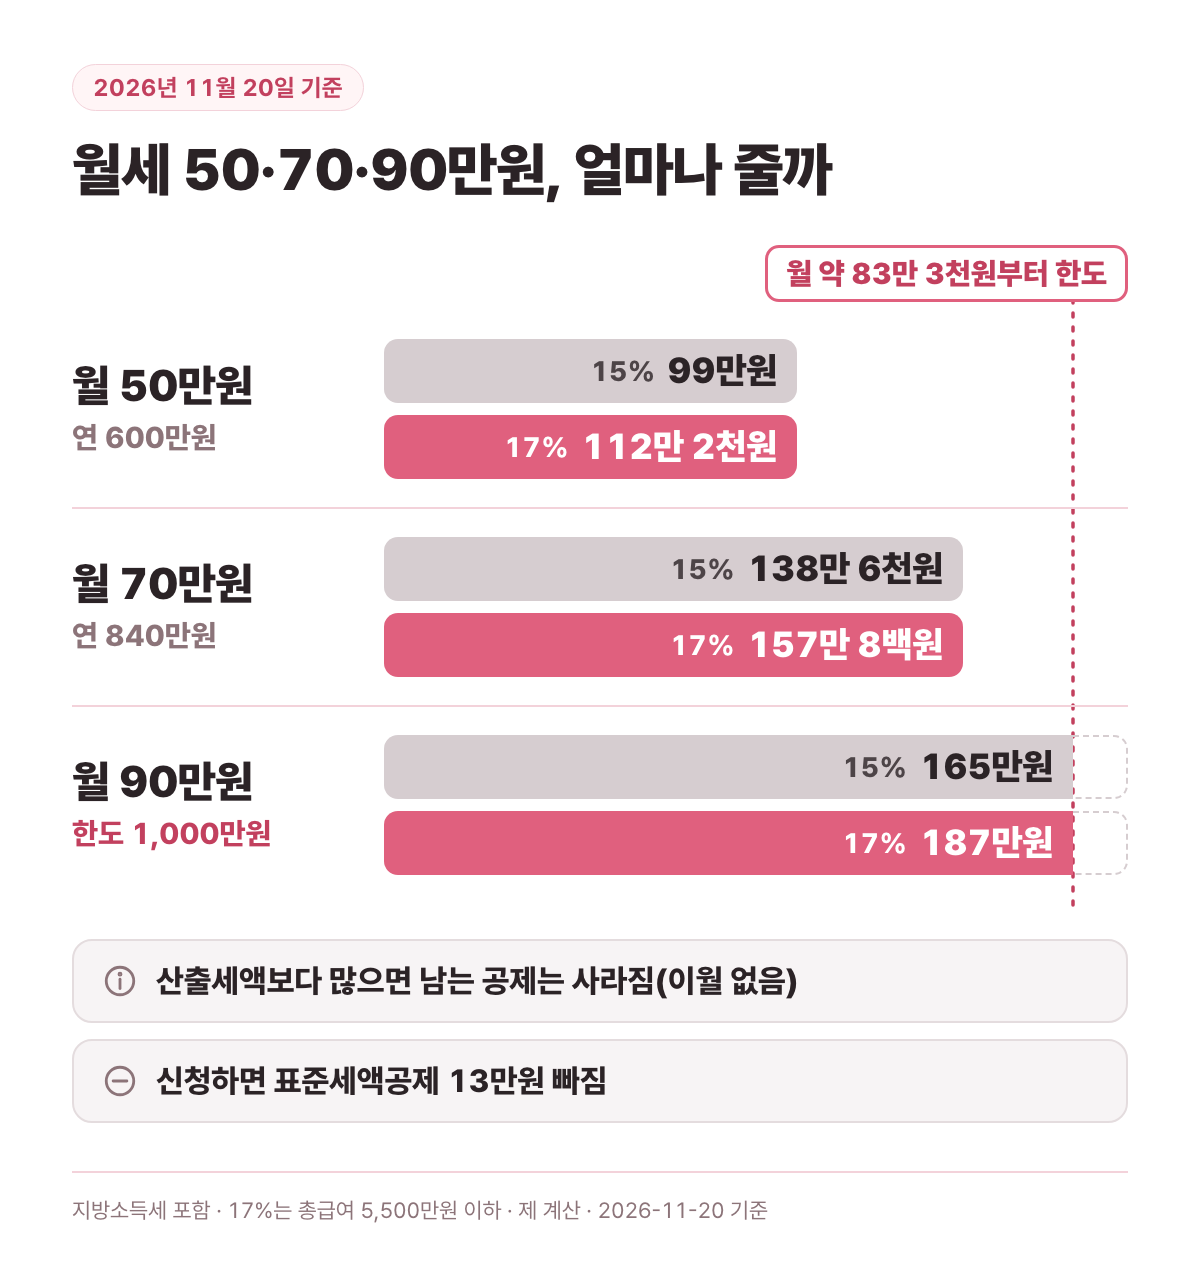 2026년 11월 20일 기준
월세 50·70·90만원, 얼마나 줄까
월 약 83만 3천원부터 한도
월 50만원
연 600만원
15% 99만원
17% 112만 2천원
월 70만원
연 840만원
15% 138만 6천원
17% 157만 8백원
월 90만원
한도 1,000만원
15% 165만원
17% 187만원
산출세액보다 많으면 남는 공제는 사라짐(이월 없음)
신청하면 표준세액공제 13만원 빠짐
지방소득세 포함 · 17%는 총급여 5,500만원 이하 · 제 계산 · 2026-11-20 기준